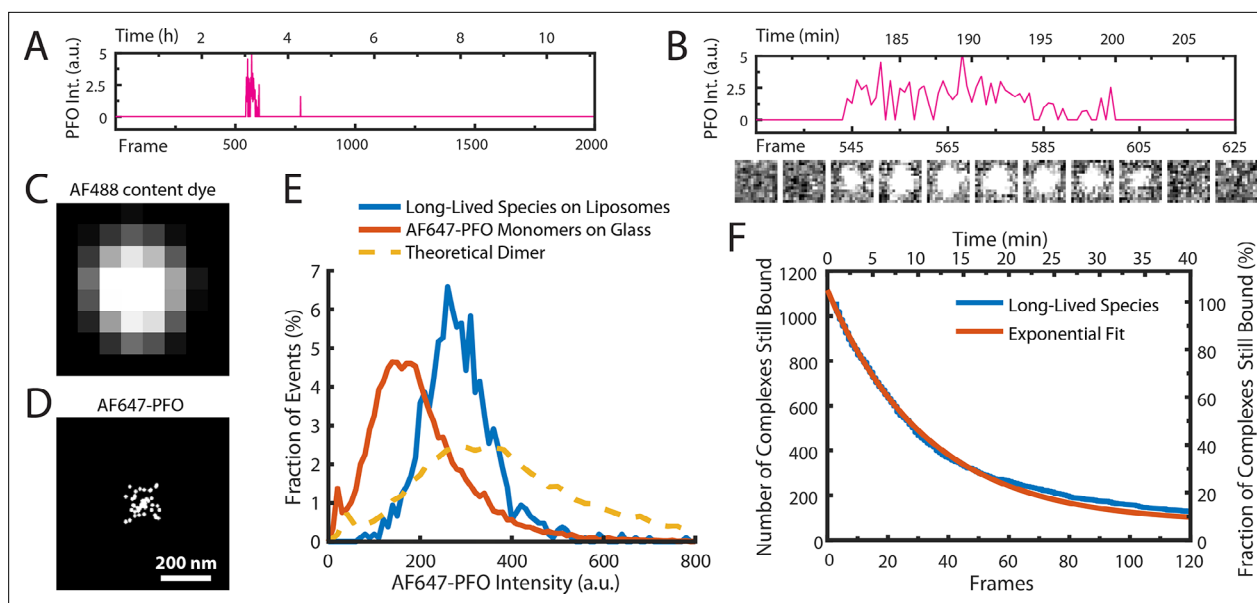 A
Time (h) 2 4 6 8 10
PFO Int. (a.u.)
5
2.5
0
Frame 500 1000 1500 2000
B
Time (min) 185 190 195 200 205
PFO Int. (a.u.)
5
2.5
0
Frame 545 565 585 605 625
C
AF488 content dye
D
AF647-PFO
200 nm
E
Long-Lived Species on Liposomes
AF647-PFO Monomers on Glass
Theoretical Dimer
Fraction of Events (%)
7
6
5
4
3
2
1
0
0 200 400 600 800
AF647-PFO Intensity (a.u.)
F
Time (min)
0 5 10 15 20 25 30 35 40
Number of Complexes Still Bound
1200
1000
800
600
400
200
0
Long-Lived Species
Exponential Fit
100
80
60
40
20
0
Fraction of Complexes Still Bound (%)
0 20 40 60 80 100 120
Frames